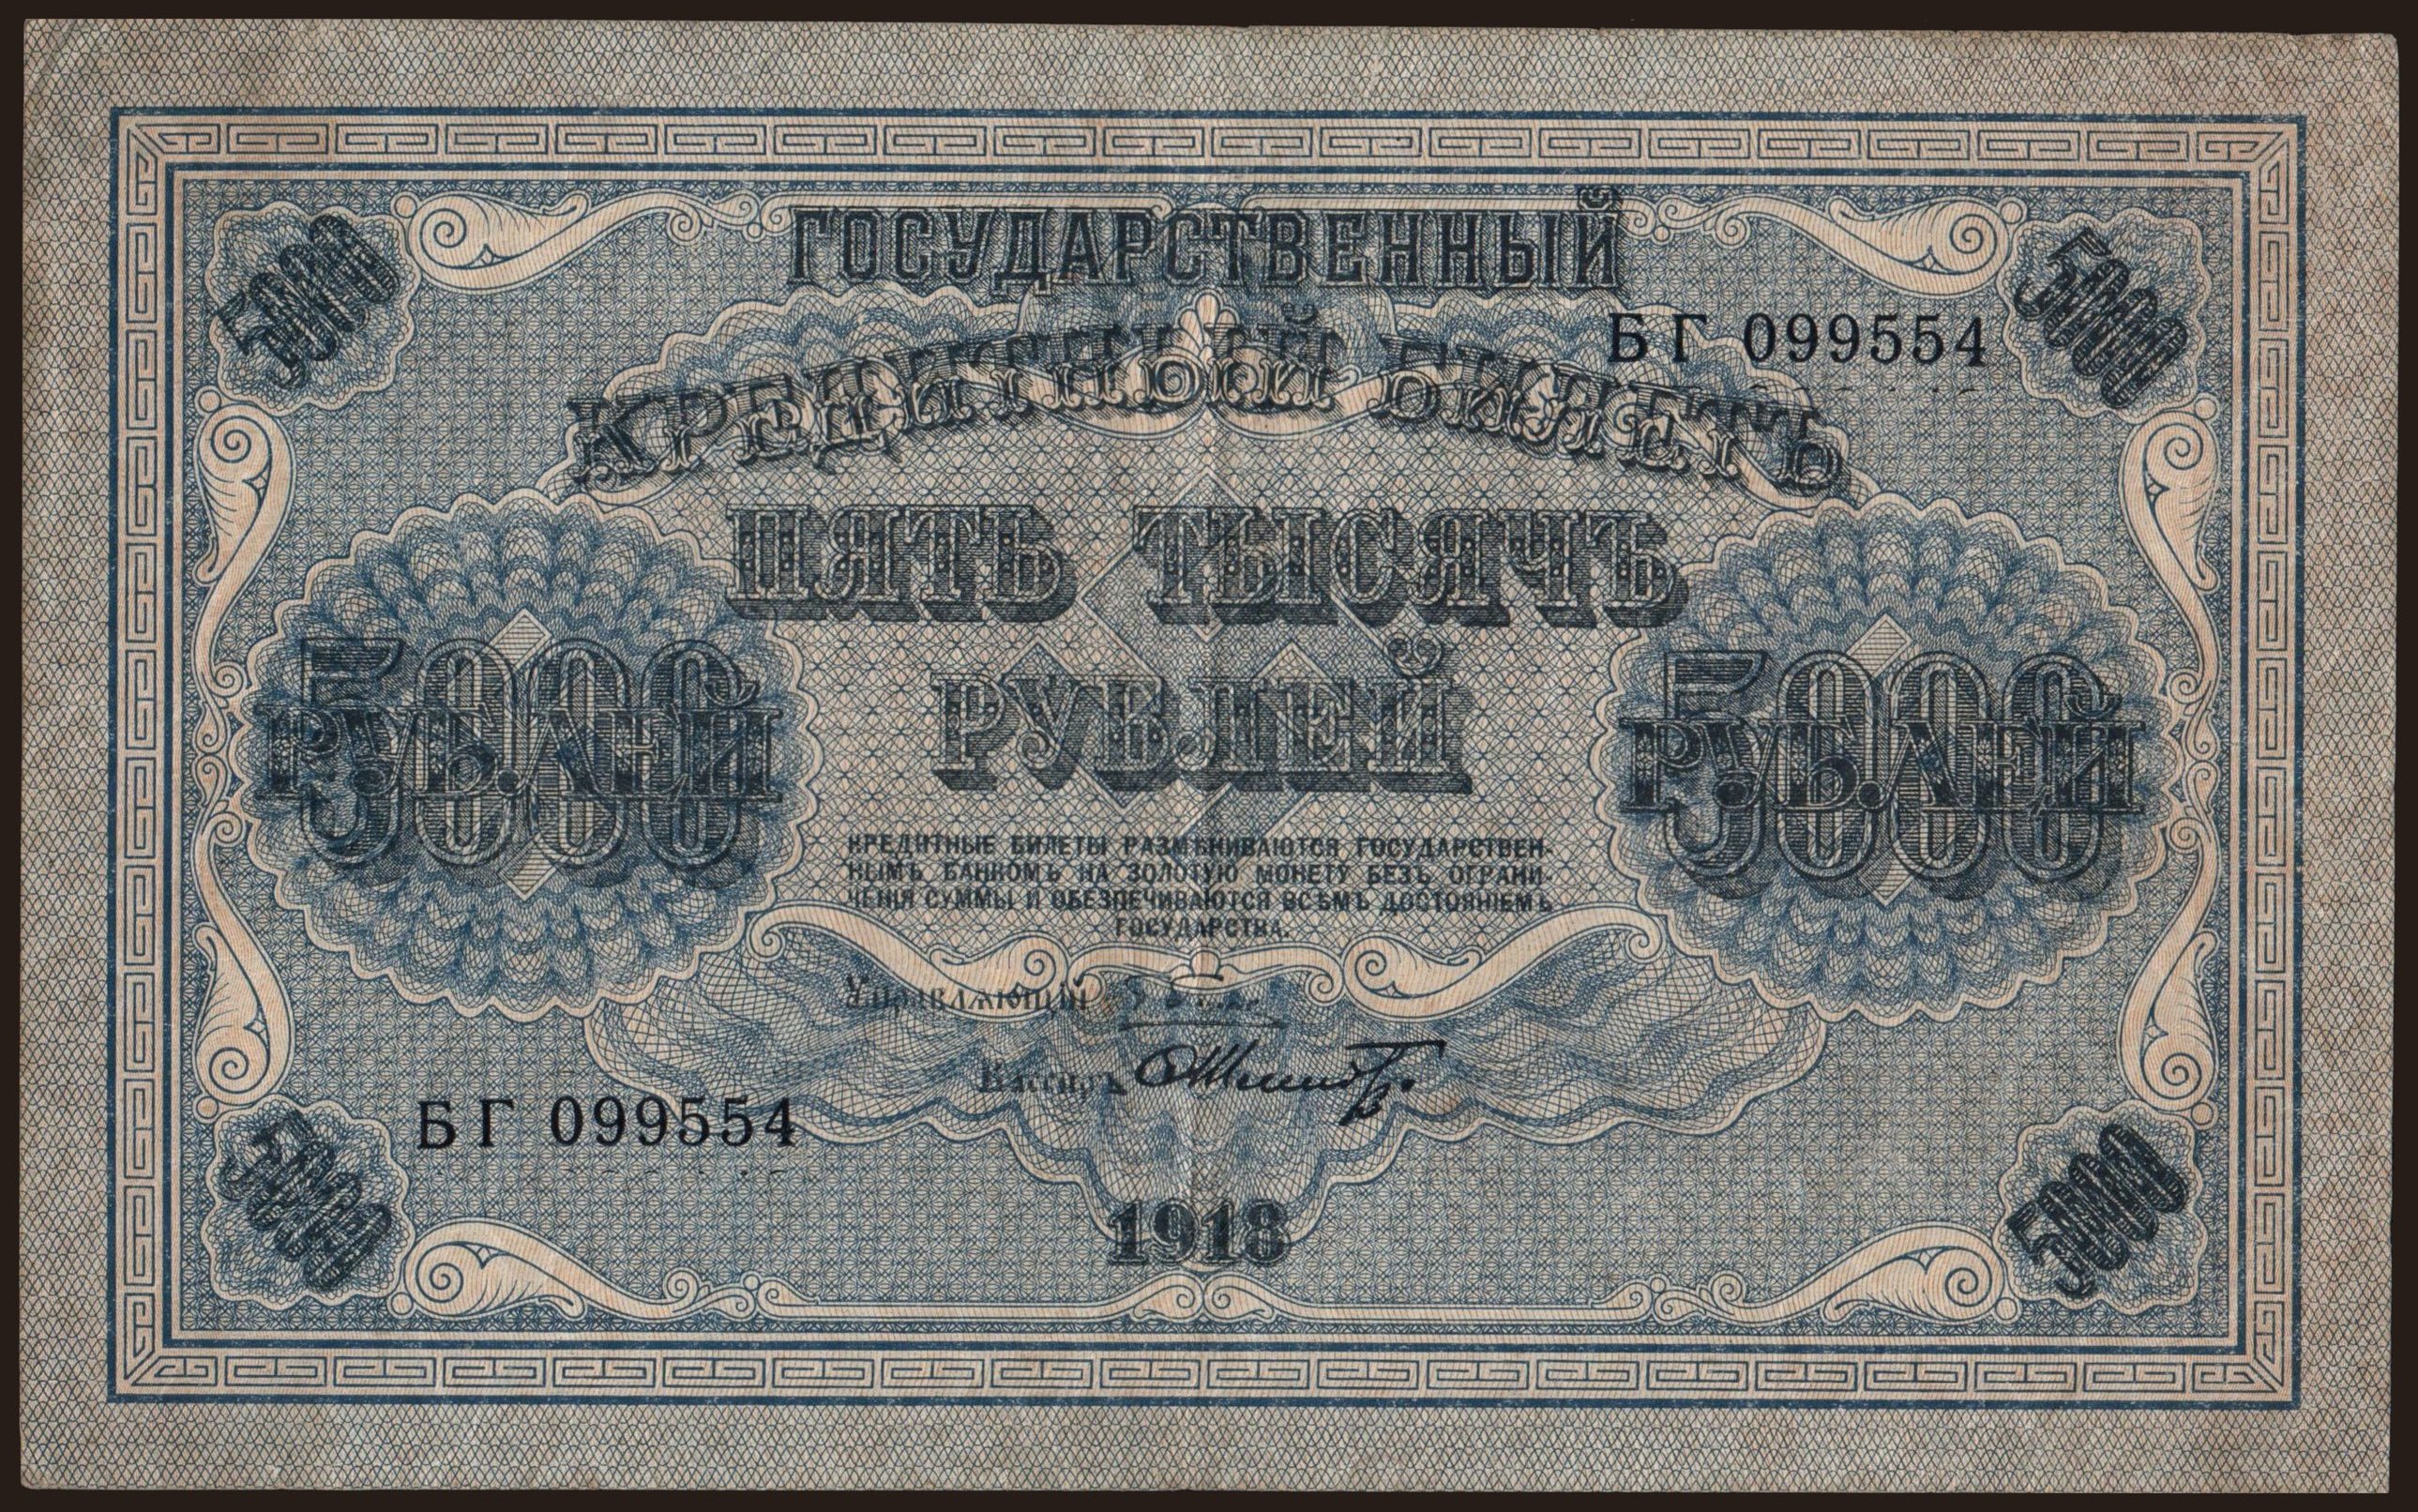 5000
ГОСУДАРСТВЕННЫЙ
5000
КРЕДИТНЫЙ БИЛЕТЪ
БГ 099554
ПЯТЬ ТЫСЯЧЪ
РУБЛЕЙ
5000
РУБЛЕЙ
5000
РУБЛЕЙ
КРЕДИТНЫЕ БИЛЕТЫ РАЗМѢНИВАЮТСЯ ГОСУДАРСТВЕН-
НЫМЪ БАНКОМЪ НА ЗОЛОТУЮ МОНЕТУ БЕЗЪ ОГРАНИ-
ЧЕНІЯ СУММЫ И ОБЕЗПЕЧИВАЮТСЯ ВСѢМЪ ДОСТОЯНІЕМЪ
ГОСУДАРСТВА.
Управляющій
Кассиръ
БГ 099554
5000
1918
5000